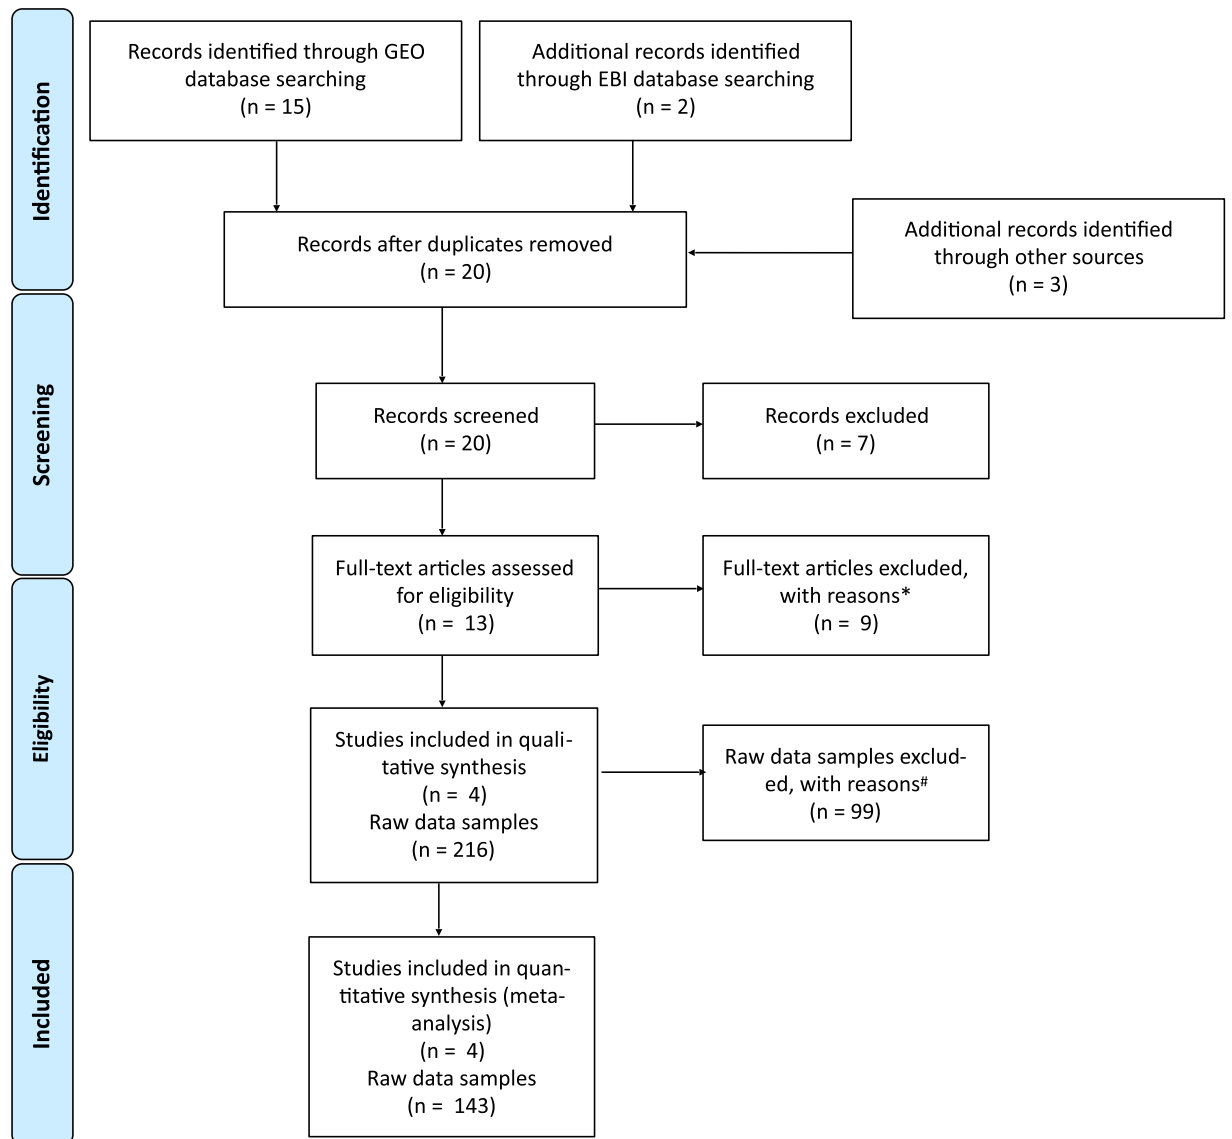 Identification
Records identified through GEO
database searching
(n = 15)
Additional records identified
through EBI database searching
(n = 2)
Records after duplicates removed
(n = 20)
Additional records identified
through other sources
(n = 3)
Screening
Records screened
(n = 20)
Records excluded
(n = 7)
Full-text articles assessed
for eligibility
(n =  13)
Full-text articles excluded,
with reasons*
(n =  9)
Eligibility
Studies included in quali-
tative synthesis
(n =  4)
Raw data samples
(n = 216)
Raw data samples exclud-
ed, with reasons#
(n = 99)
Included
Studies included in quan-
titative synthesis (meta-
analysis)
(n =  4)
Raw data samples
(n =  143)